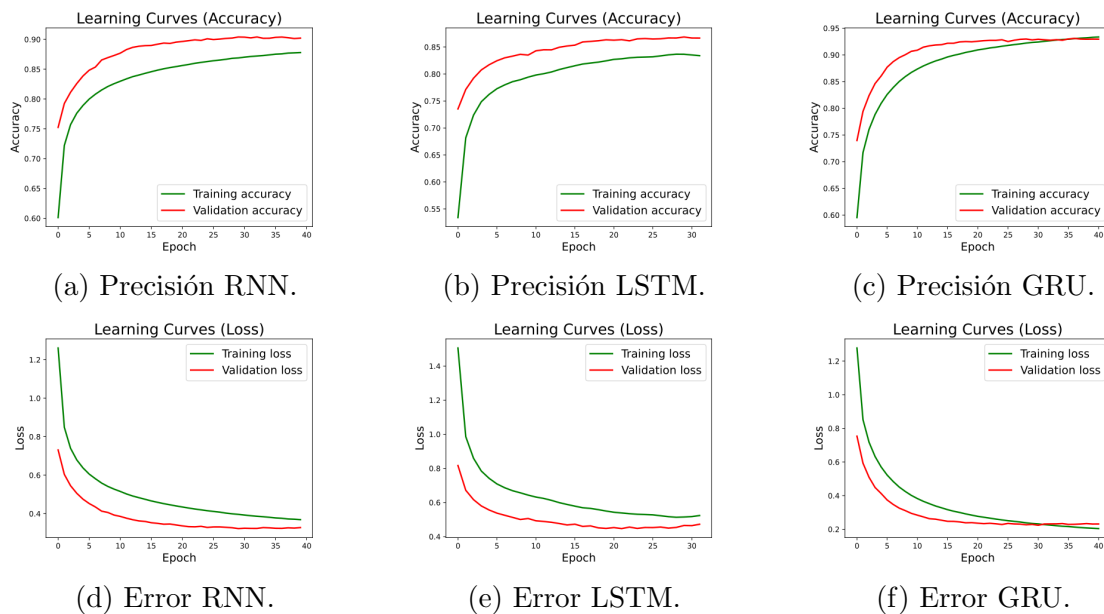 Learning Curves (Accuracy)
Accuracy
0.90
0.85
0.80
0.75
0.70
0.65
0.60
Training accuracy
Validation accuracy
0 5 10 15 20 25 30 35 40
Epoch
(a) Precisión RNN.
Learning Curves (Accuracy)
Accuracy
0.85
0.80
0.75
0.70
0.65
0.60
0.55
Training accuracy
Validation accuracy
0 5 10 15 20 25 30
Epoch
(b) Precisión LSTM.
Learning Curves (Accuracy)
Accuracy
0.95
0.90
0.85
0.80
0.75
0.70
0.65
0.60
Training accuracy
Validation accuracy
0 5 10 15 20 25 30 35 40
Epoch
(c) Precisión GRU.
Learning Curves (Loss)
Loss
1.2
1.0
0.8
0.6
0.4
Training loss
Validation loss
0 5 10 15 20 25 30 35 40
Epoch
(d) Error RNN.
Learning Curves (Loss)
Loss
1.4
1.2
1.0
0.8
0.6
0.4
Training loss
Validation loss
0 5 10 15 20 25 30
Epoch
(e) Error LSTM.
Learning Curves (Loss)
Loss
1.2
1.0
0.8
0.6
0.4
0.2
Training loss
Validation loss
0 5 10 15 20 25 30 35 40
Epoch
(f) Error GRU.